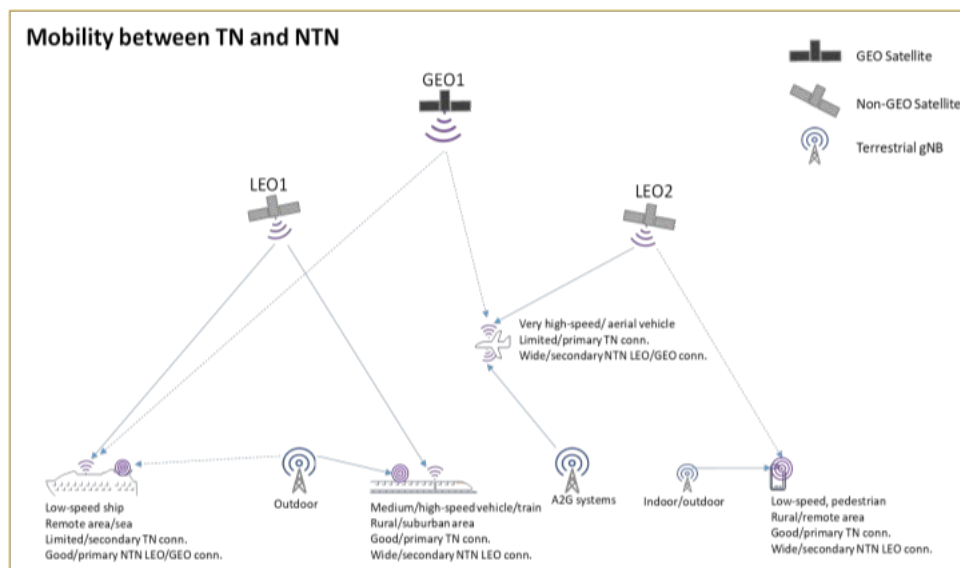 Mobility between TN and NTN
GEO Satellite
Non-GEO Satellite
Terrestrial gNB
GEO1
LEO1
LEO2
Very high-speed/ aerial vehicle
Limited/primary TN conn.
Wide/secondary NTN LEO/GEO conn.
Low-speed ship
Remote area/sea
Limited/secondary TN conn.
Good/primary NTN LEO/GEO conn.
Outdoor
Medium/high-speed vehicle/train
Rural/suburban area
Good/primary TN conn.
Wide/secondary NTN LEO conn.
A2G systems
Indoor/outdoor
Low-speed, pedestrian
Rural/remote area
Good/primary TN conn.
Wide/secondary NTN LEO conn.